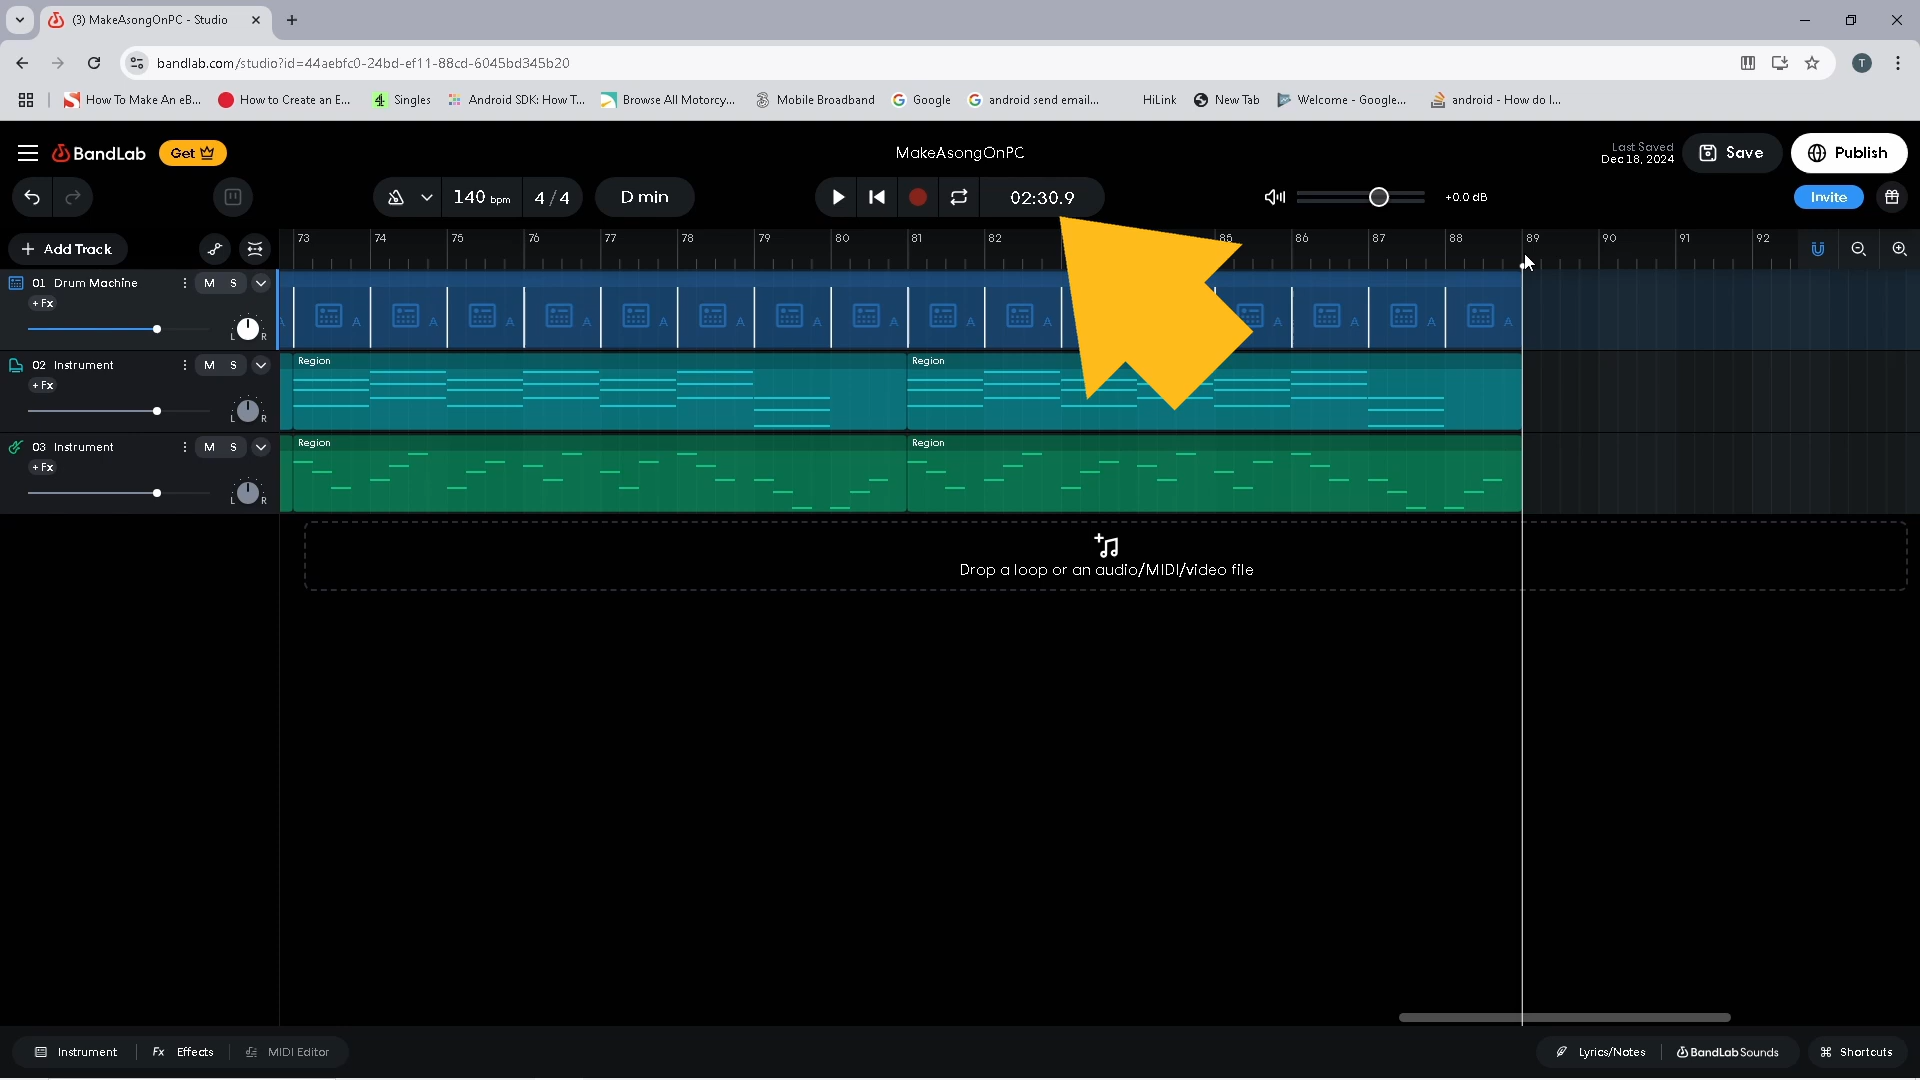 (3) MakeAsongOnPC - Studio
bandlab.com/studio?id=44aebfc0-24bd-ef11-88cd-6045bd345b20
T
How To Make An eB...
How to Create an E...
Singles
Android SDK: How T...
Browse All Motorcy...
Mobile Broadband
Google
android send email...
HiLink
New Tab
Welcome - Google...
android - How do I...
BandLab
Get
MakeAsongOnPC
Last Saved
Dec 18, 2024
Save
Publish
140 bpm
4/4
D min
02:30.9
+0.0 dB
Invite
+ Add Track
73 74 75 76 77 78 79 80 81 82 85 86 87 88 89 90 91 92
01 Drum Machine
M S
+ Fx
L R
A A A A A A A A A A A A A A
02 Instrument
M S
+ Fx
L R
Region
Region
03 Instrument
M S
+ Fx
L R
Region
Region
Drop a loop or an audio/MIDI/video file
Instrument
Fx Effects
MIDI Editor
Lyrics/Notes
BandLab Sounds
Shortcuts